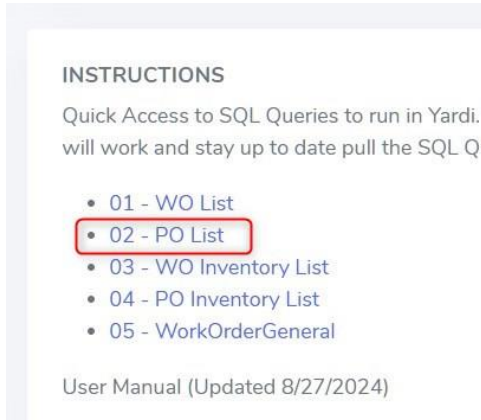 INSTRUCTIONS
Quick Access to SQL Queries to run in Yardi.
will work and stay up to date pull the SQL Q
• 01 - WO List
• 02 - PO List
• 03 - WO Inventory List
• 04 - PO Inventory List
• 05 - WorkOrderGeneral
User Manual (Updated 8/27/2024)